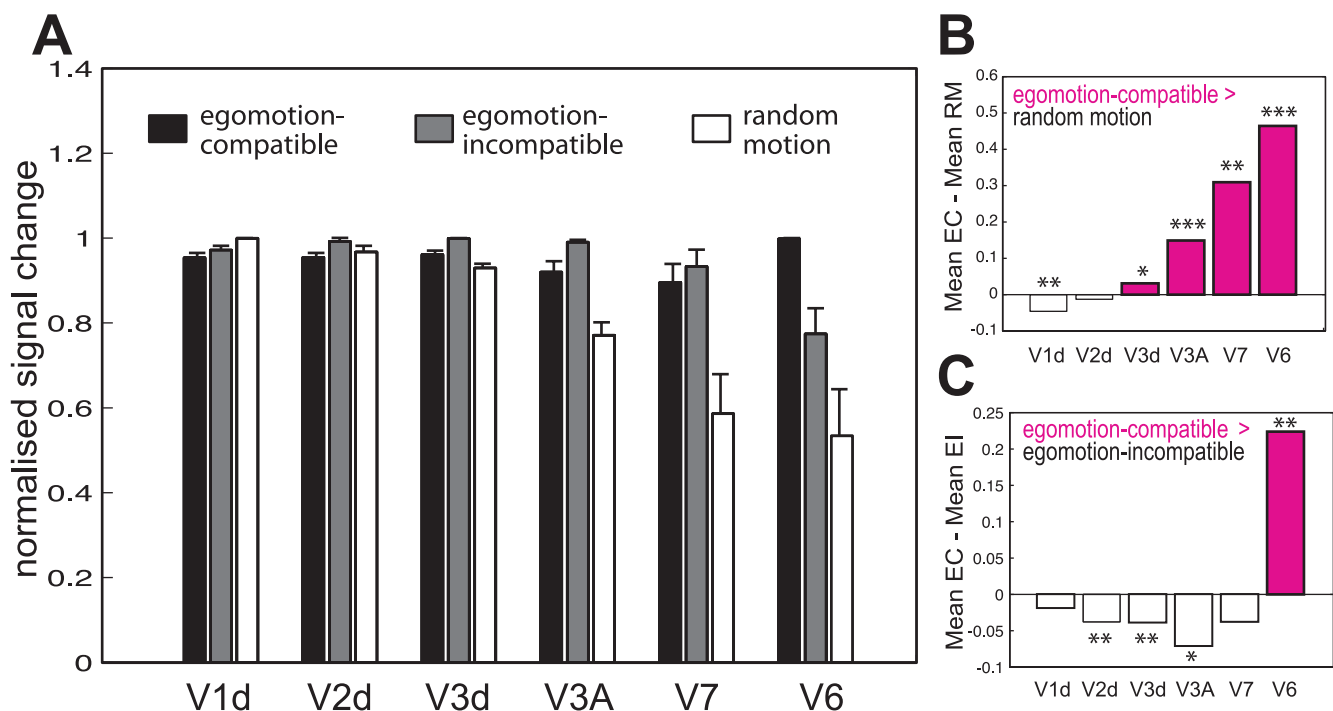 A
normalised signal change
1.4
1.2
1
0.8
0.6
0.4
0.2
0
egomotion-
compatible
egomotion-
incompatible
random
motion
V1d V2d V3d V3A V7 V6
B
Mean EC - Mean RM
0.6
0.5
0.4
0.3
0.2
0.1
0
-0.1
egomotion-compatible >
random motion
** * *** ** ***
V1d V2d V3d V3A V7 V6
C
Mean EC - Mean EI
0.25
0.2
0.15
0.1
0.05
0
-0.05
-0.1
egomotion-compatible >
egomotion-incompatible
**
** ** *
V1d V2d V3d V3A V7 V6